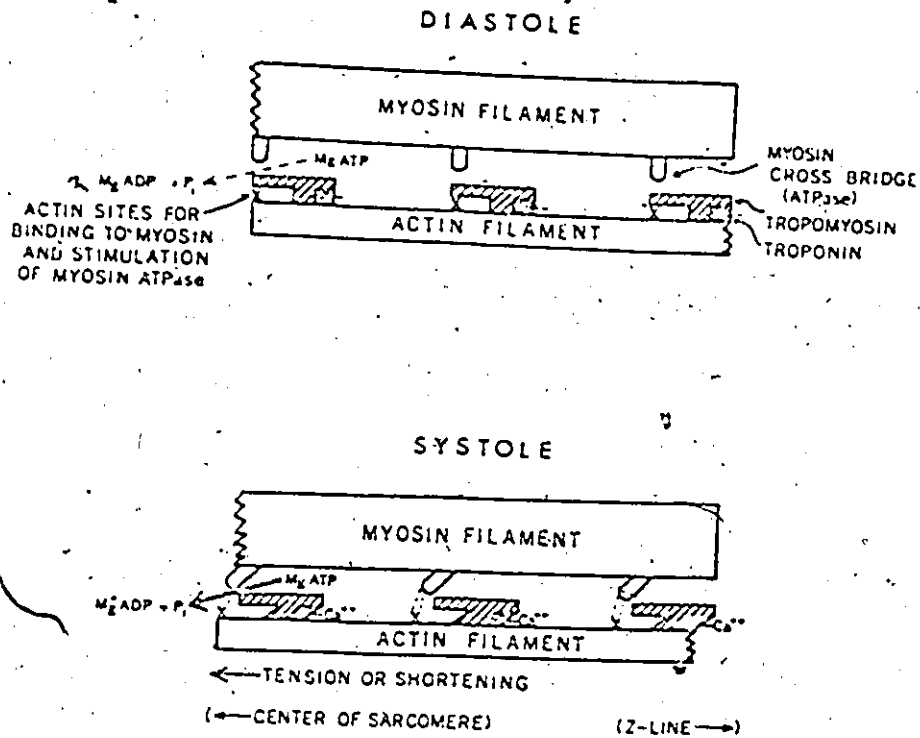 DIASTOLE
MYOSIN FILAMENT
MgATP
MgADP + Pi
MYOSIN
CROSS BRIDGE
(ATPase)
TROPOMYOSIN
TROPONIN
ACTIN SITES FOR
BINDING TO MYOSIN
AND STIMULATION
OF MYOSIN ATPase
ACTIN FILAMENT
SYSTOLE
MYOSIN FILAMENT
MgATP
MgADP + Pi
Ca++
Ca++
Ca++
ACTIN FILAMENT
←TENSION OR SHORTENING
(←CENTER OF SARCOMERE)
(Z-LINE→)